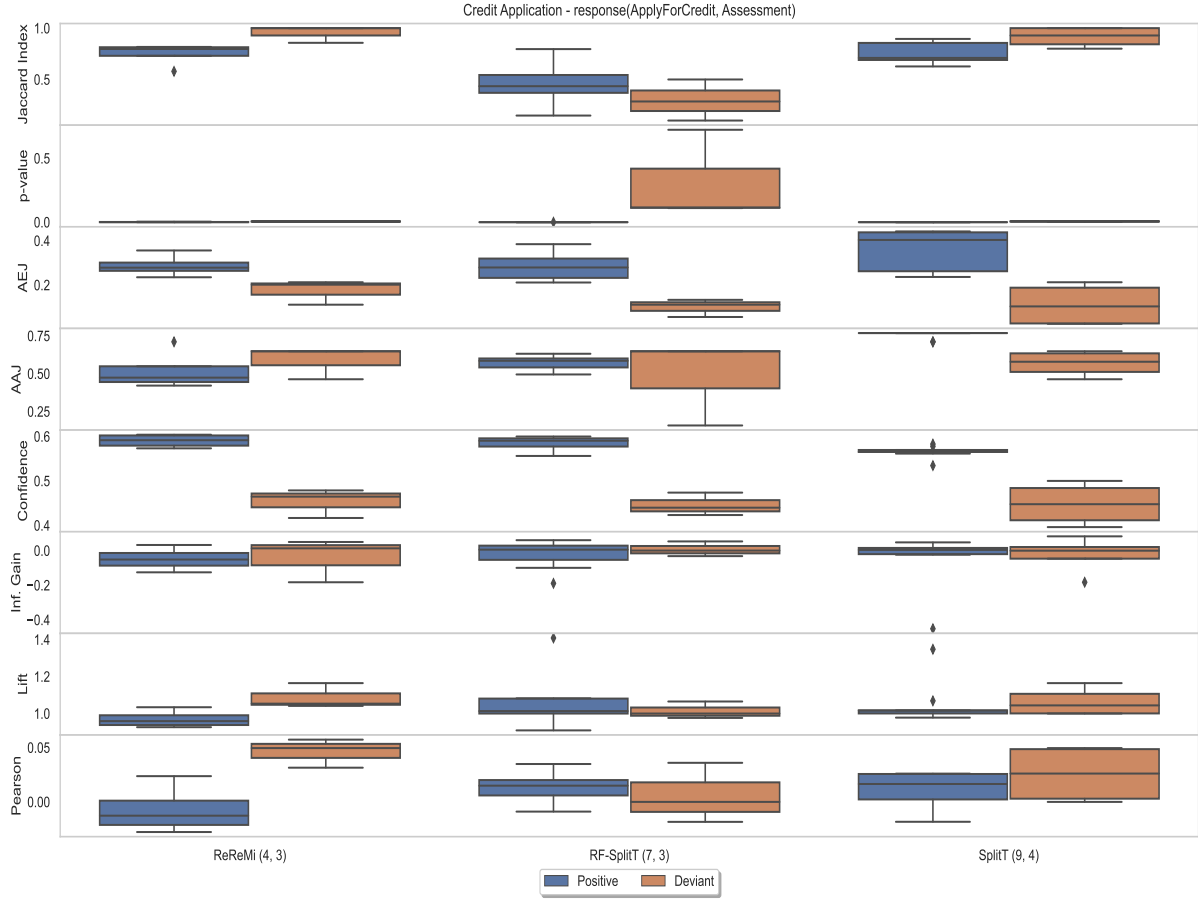 Credit Application - response(ApplyForCredit, Assessment)
Jaccard Index
1.0
0.5
p-value
0.5
0.0
AEJ
0.4
0.2
AAJ
0.75
0.50
0.25
Confidence
0.6
0.5
0.4
Inf. Gain
0.0
−0.2
−0.4
Lift
1.4
1.2
1.0
Pearson
0.05
0.00
ReReMi (4, 3)
RF-SplitT (7, 3)
SplitT (9, 4)
Positive
Deviant